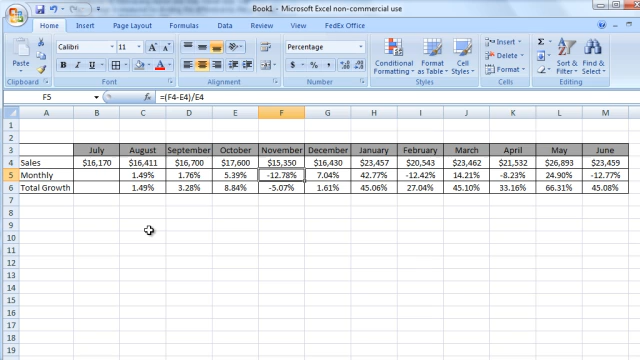 Book1 - Microsoft Excel non-commercial use
Home Insert Page Layout Formulas Data Review View FedEx Office
Paste
Calibri 11
B I U
A A
Percentage
$ % ,
Conditional Formatting
Format as Table
Cell Styles
Insert
Delete
Format
Σ
Sort & Filter
Find & Select
Clipboard Font Alignment Number Styles Cells Editing
F5 fx =(F4-E4)/E4
A B C D E F G H I J K L M
1
2
3 July August September October November December January February March April May June
4 Sales $16,170 $16,411 $16,700 $17,600 $15,350 $16,430 $23,457 $20,543 $23,462 $21,532 $26,893 $23,459
5 Monthly 1.49% 1.76% 5.39% -12.78% 7.04% 42.77% -12.42% 14.21% -8.23% 24.90% -12.77%
6 Total Growth 1.49% 3.28% 8.84% -5.07% 1.61% 45.06% 27.04% 45.10% 33.16% 66.31% 45.08%
7
8
9
10
11
12
13
14
15
16
17
18
19